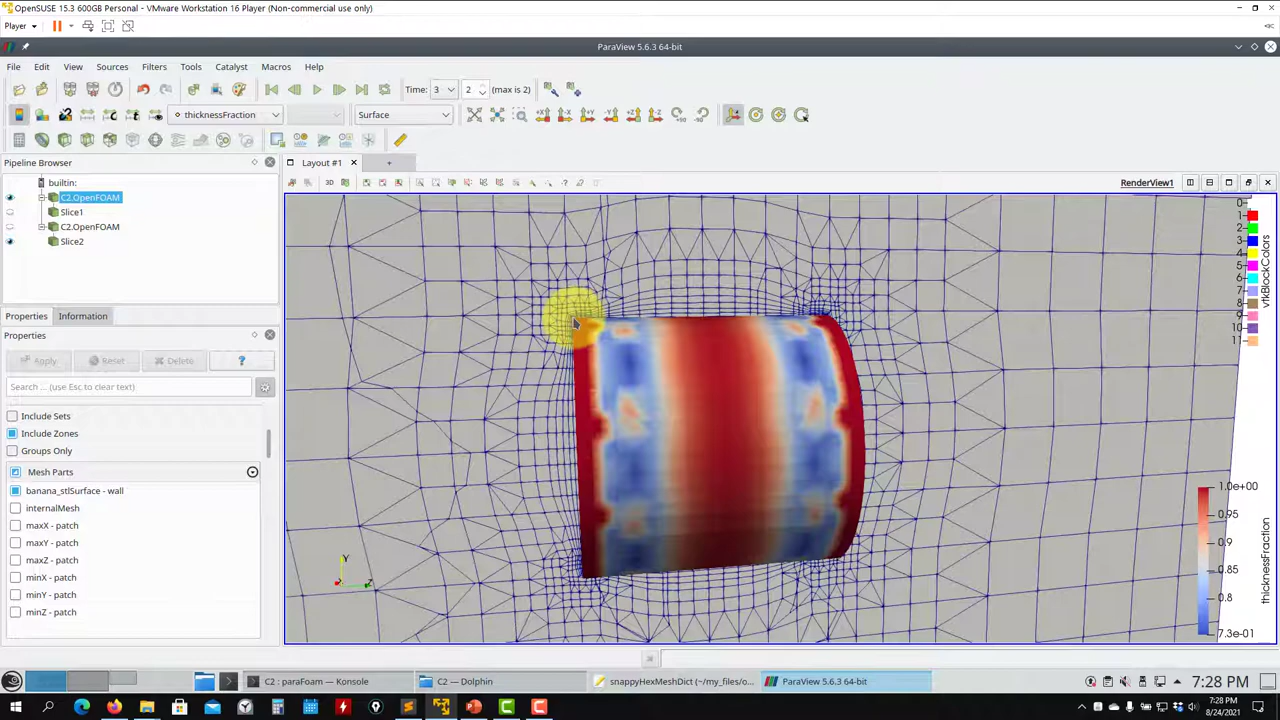 OpenSUSE 15.3 600GB Personal - VMware Workstation 16 Player (Non-commercial use only)
Player
ParaView 5.6.3 64-bit
File Edit View Sources Filters Tools Catalyst Macros Help
Time: 3 2 (max is 2)
thicknessFraction Surface
+X -X +Y -Y +Z -Z +90 -90
Pipeline Browser
Layout #1
+
builtin:
3D
RenderView1
C2.OpenFOAM
Slice1
C2.OpenFOAM
Slice2
0
1
2
3
4
5
6
7
8
9
10
11
vtkBlockColors
Properties Information
Properties
Apply Reset Delete ?
Search ... (use Esc to clear text)
Include Sets
Include Zones
Groups Only
Mesh Parts
banana_stlSurface - wall
internalMesh
maxX - patch
maxY - patch
maxZ - patch
minX - patch
minY - patch
minZ - patch
Y
X
Z
1.0e+00
0.95
0.9
0.85
0.8
7.3e-01
thicknessFraction
C2 : paraFoam — Konsole
C2 — Dolphin
snappyHexMeshDict (~/my_files/o...
ParaView 5.6.3 64-bit
7:28 PM
7:28 PM
8/24/2021